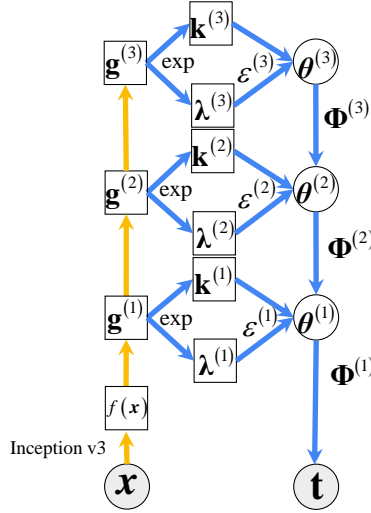 k^(3)
g^(3) exp ε^(3) θ^(3)
λ^(3) Φ^(3)
k^(2)
g^(2) exp ε^(2) θ^(2)
λ^(2) Φ^(2)
k^(1)
g^(1) exp ε^(1) θ^(1)
λ^(1) Φ^(1)
f(x)
Inception v3
x t